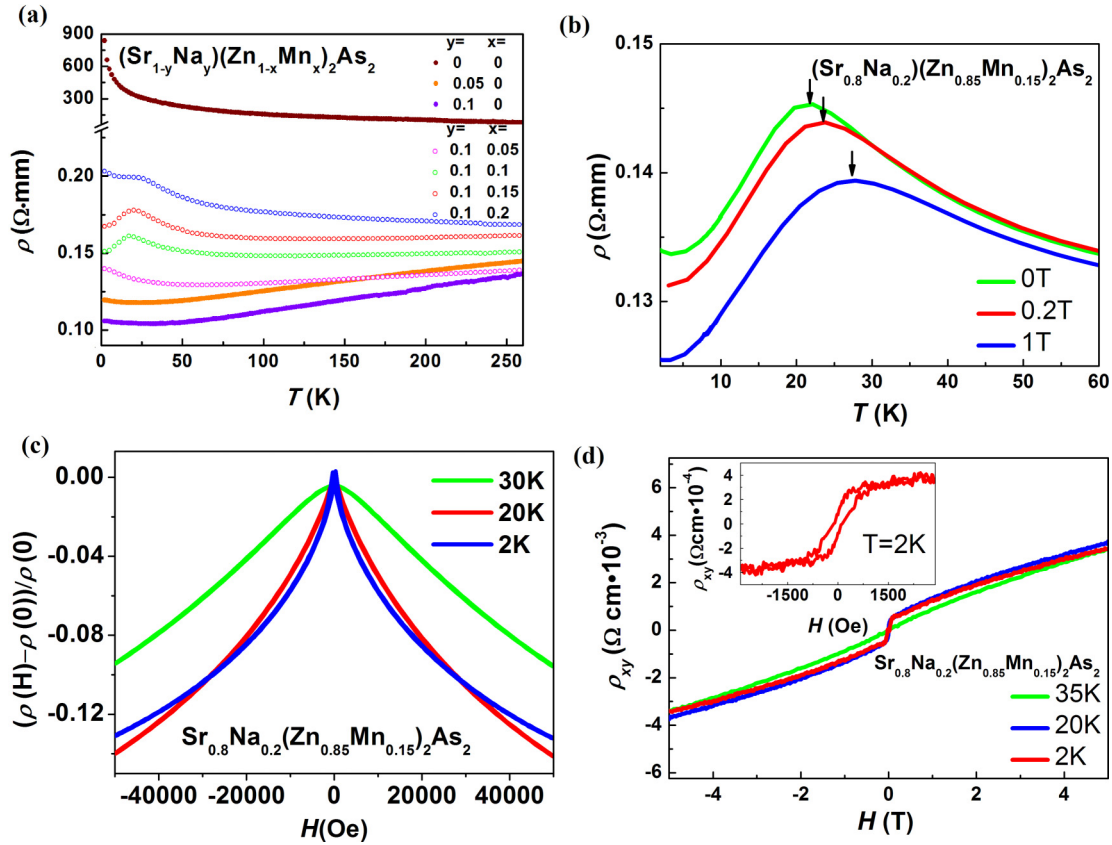 (a)
(Sr1-yNay)(Zn1-xMnx)2As2
y= x=
0 0
0.05 0
0.1 0
y= x=
0.1 0.05
0.1 0.1
0.1 0.15
0.1 0.2
900
750
600
300
0.20
0.15
0.10
ρ (Ω·mm)
0 50 100 150 200 250
T (K)
(b)
(Sr0.8Na0.2)(Zn0.85Mn0.15)2As2
0.15
0.14
0.13
ρ (Ω·mm)
0T
0.2T
1T
10 20 30 40 50 60
T (K)
(c)
0.00
-0.04
-0.08
-0.12
(ρ (H)−ρ (0))/ρ (0)
30K
20K
2K
Sr0.8Na0.2(Zn0.85Mn0.15)2As2
-40000 -20000 0 20000 40000
H(Oe)
(d)
6
4
2
0
-2
-4
-6
ρxy (Ω cm•10-3)
4
2
0
-2
-4
ρxy (Ωcm•10-4)
T=2K
-1500 0 1500
H (Oe)
Sr0.8Na0.2(Zn0.85Mn0.15)2As2
35K
20K
2K
-4 -2 0 2 4
H (T)